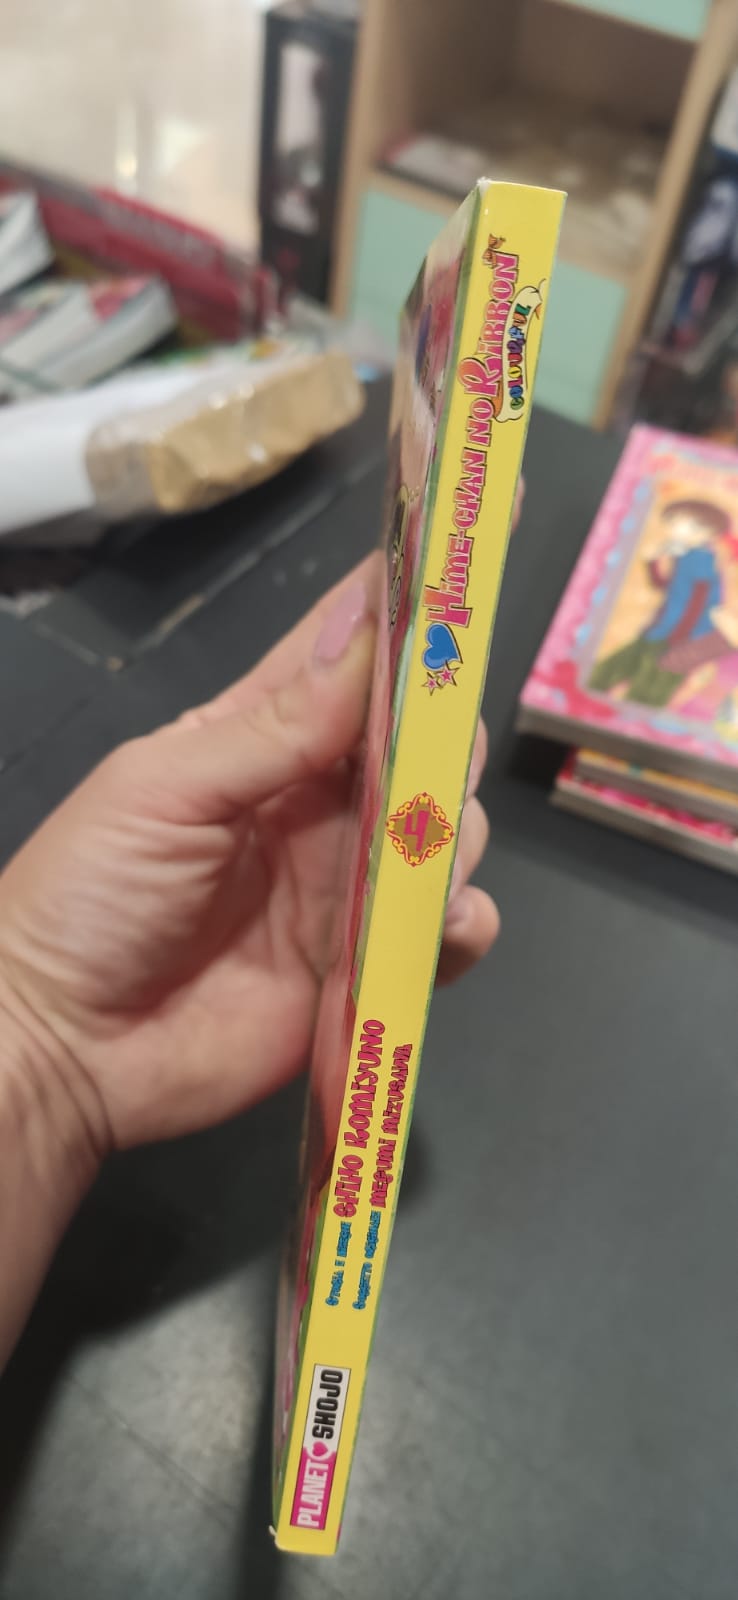 HIME-CHAN NO RIBBON
COLOURFUL
4
STORIA E DISEGNI SHIHO KOMIYUNO
SOGGETTO ORIGINALE MEGUMI MIZUSAWA
PLANET SHOJO